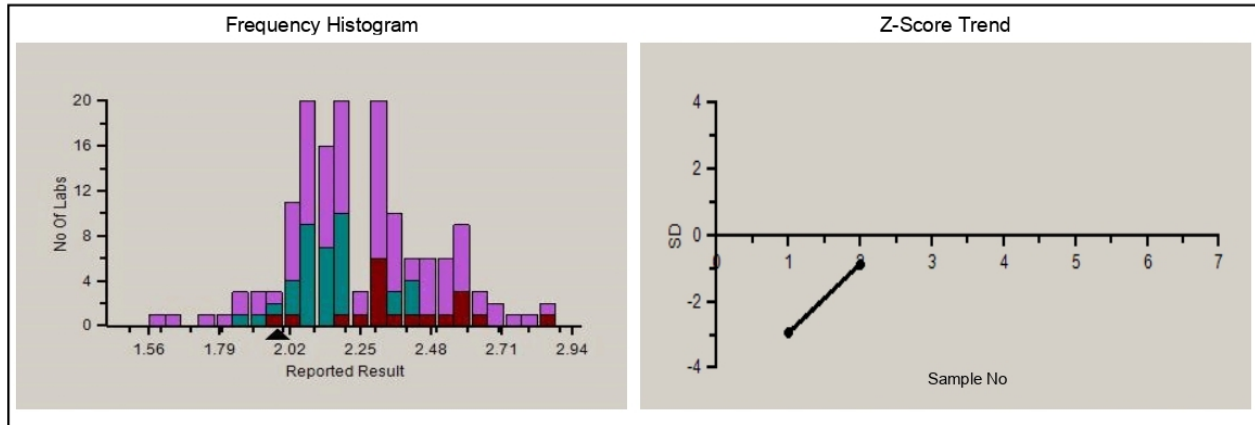 Frequency Histogram
20
16
12
8
4
0
No Of Labs
1.56 1.79 2.02 2.25 2.48 2.71 2.94
Reported Result
Z-Score Trend
4
2
0
-2
-4
SD
0 1 2 3 4 5 6 7
Sample No